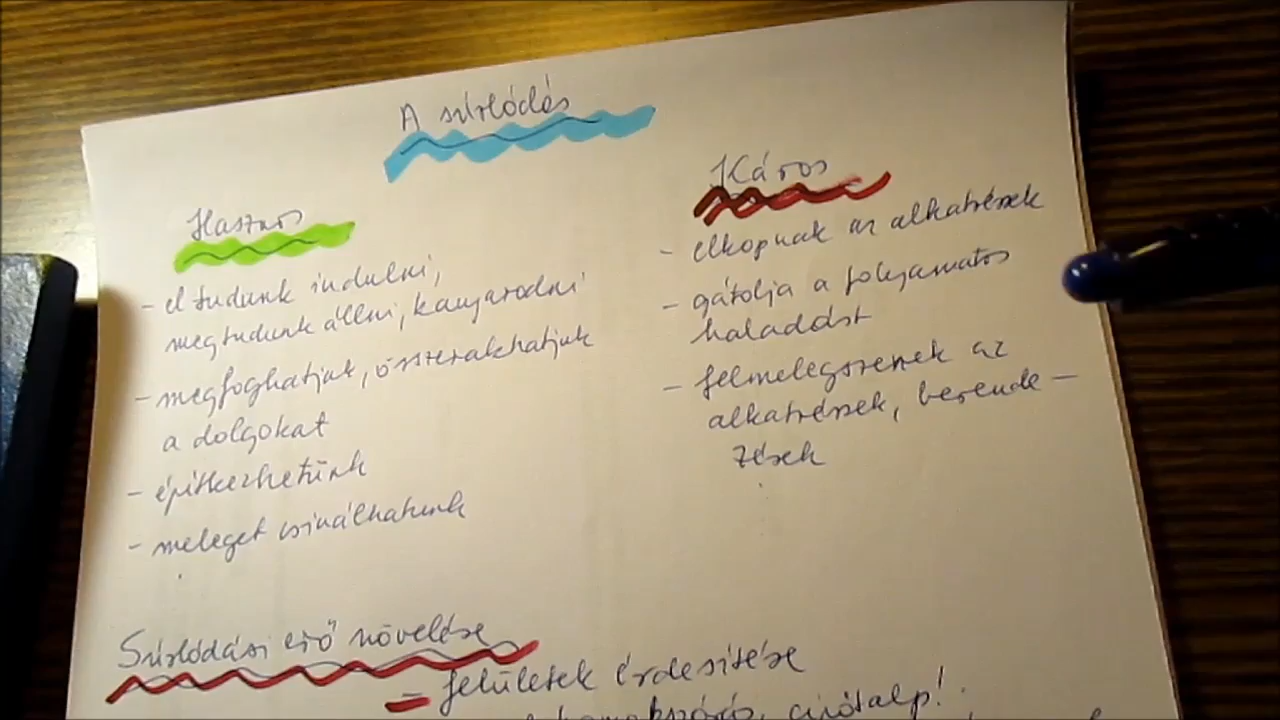 A súrlódás
Hasznos
- el tudunk indulni,
megtudunk állni, kanyarodni
- megfoghatjuk, összerakhatjuk
a dolgokat
- építkezhetünk
- meleget csinálhatunk
Káros
- elkopnak az alkatrészek
- gátolja a folyamatos
haladást
- felmelegszenek az
alkatrészek, berende-
zések
Súrlódási erő növelése
- felületek érdesítése
cipőtalp!